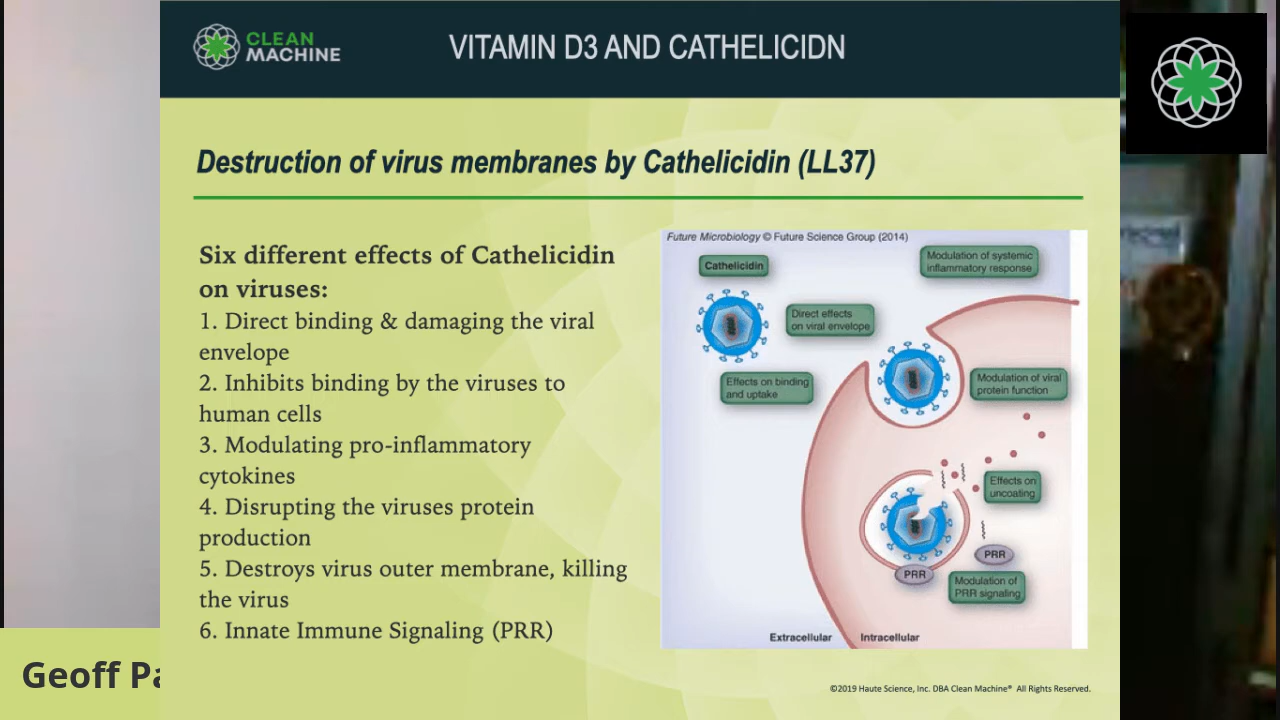 CLEAN
MACHINE
VITAMIN D3 AND CATHELICIDN
Destruction of virus membranes by Cathelicidin (LL37)
Six different effects of Cathelicidin
on viruses:
1. Direct binding & damaging the viral
envelope
2. Inhibits binding by the viruses to
human cells
3. Modulating pro-inflammatory
cytokines
4. Disrupting the viruses protein
production
5. Destroys virus outer membrane, killing
the virus
6. Innate Immune Signaling (PRR)
Future Microbiology © Future Science Group (2014)
Cathelicidin
Modulation of systemic
inflammatory response
Direct effects
on viral envelope
Effects on binding
and uptake
Modulation of viral
protein function
Effects on
uncoating
PRR
PRR
Modulation of
PRR signaling
Extracellular
Intracellular
Geoff Pa
©2019 Haute Science, Inc. DBA Clean Machine® All Rights Reserved.